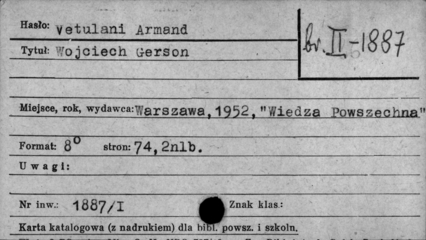 Hasło: Vetulani Armand
br. II-1887
Tytuł: Wojciech Gerson
Miejsce, rok, wydawca: Warszawa, 1952, "Wiedza Powszechna"
Format: 8° stron: 74, 2nlb.
Uwagi:
Nr inw.: 1887/I Znak klas.:
Karta katalogowa (z nadrukiem) dla bibl. powsz. i szkoln.